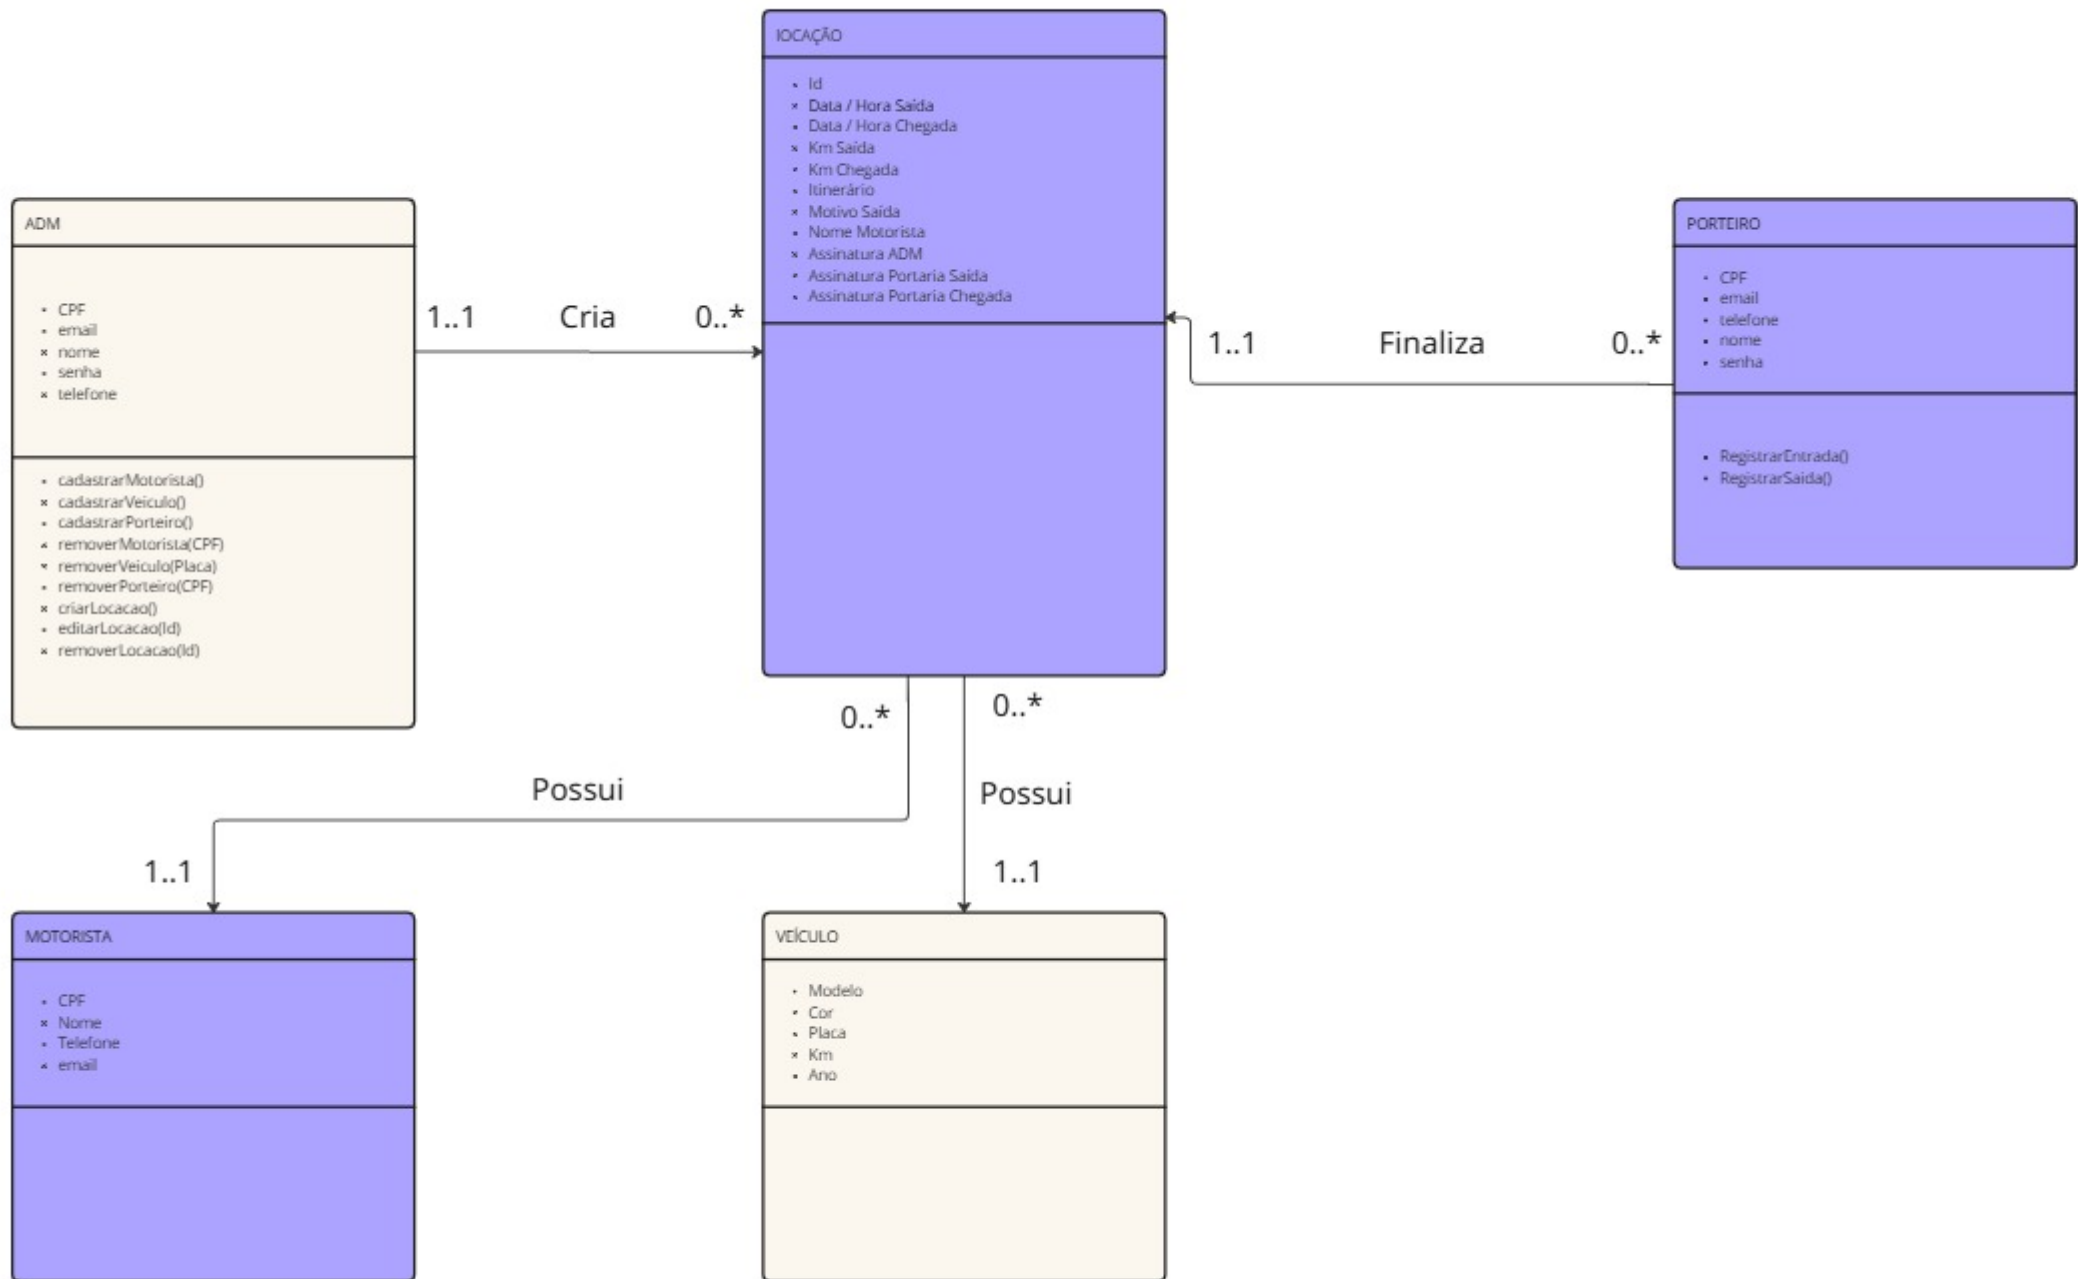 lOCAÇÃO
Id
Data / Hora Saída
Data / Hora Chegada
Km Saída
Km Chegada
Itinerário
Motivo Saída
Nome Motorista
Assinatura ADM
Assinatura Portaria Saída
Assinatura Portaria Chegada
ADM
CPF
email
nome
senha
telefone
cadastrarMotorista()
cadastrarVeiculo()
cadastrarPorteiro()
removerMotorista(CPF)
removerVeiculo(Placa)
removerPorteiro(CPF)
criarLocacao()
editarLocacao(Id)
removerLocacao(Id)
1..1 Cria 0..*
PORTEIRO
CPF
email
telefone
nome
senha
RegistrarEntrada()
RegistrarSaida()
1..1 Finaliza 0..*
0..*
Possui
1..1
0..*
Possui
1..1
MOTORISTA
CPF
Nome
Telefone
email
VEÍCULO
Modelo
Cor
Placa
Km
Ano